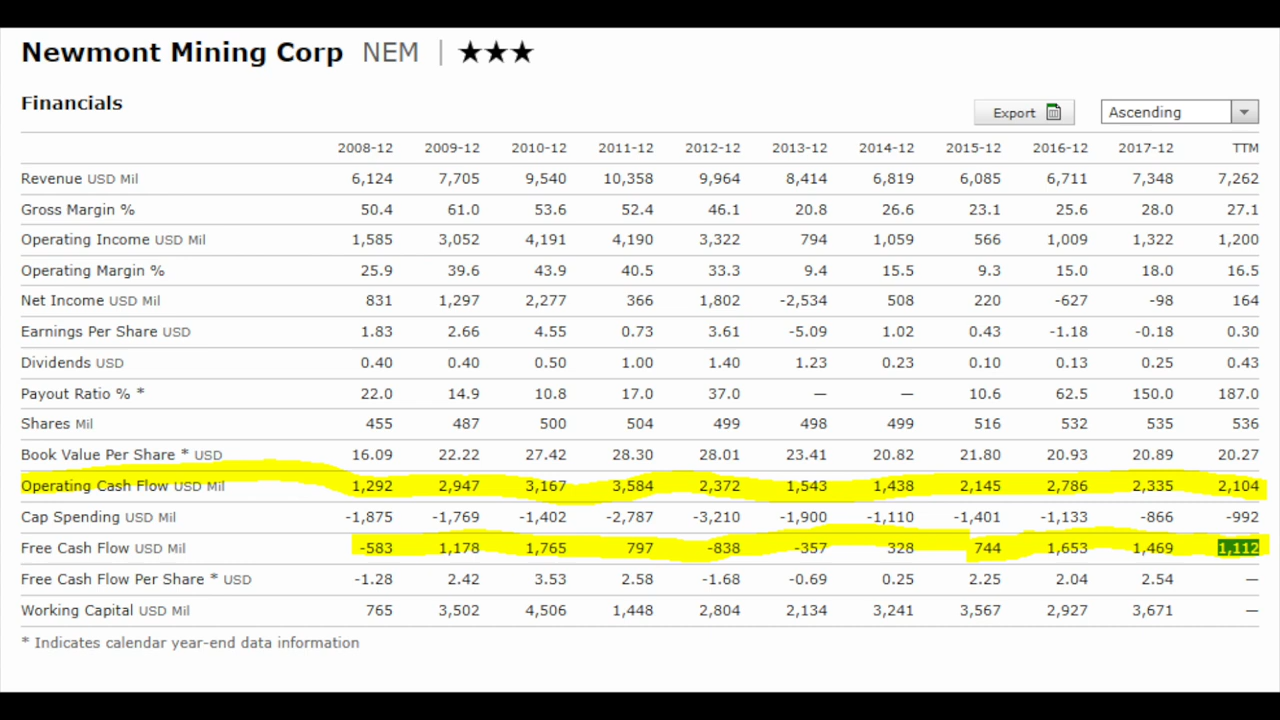 Newmont Mining Corp NEM | ★★★
Financials
Export Ascending
2008-12 2009-12 2010-12 2011-12 2012-12 2013-12 2014-12 2015-12 2016-12 2017-12 TTM
Revenue USD Mil 6,124 7,705 9,540 10,358 9,964 8,414 6,819 6,085 6,711 7,348 7,262
Gross Margin % 50.4 61.0 53.6 52.4 46.1 20.8 26.6 23.1 25.6 28.0 27.1
Operating Income USD Mil 1,585 3,052 4,191 4,190 3,322 794 1,059 566 1,009 1,322 1,200
Operating Margin % 25.9 39.6 43.9 40.5 33.3 9.4 15.5 9.3 15.0 18.0 16.5
Net Income USD Mil 831 1,297 2,277 366 1,802 -2,534 508 220 -627 -98 164
Earnings Per Share USD 1.83 2.66 4.55 0.73 3.61 -5.09 1.02 0.43 -1.18 -0.18 0.30
Dividends USD 0.40 0.40 0.50 1.00 1.40 1.23 0.23 0.10 0.13 0.25 0.43
Payout Ratio % * 22.0 14.9 10.8 17.0 37.0 — — 10.6 62.5 150.0 187.0
Shares Mil 455 487 500 504 499 498 499 516 532 535 536
Book Value Per Share * USD 16.09 22.22 27.42 28.30 28.01 23.41 20.82 21.80 20.93 20.89 20.27
Operating Cash Flow USD Mil 1,292 2,947 3,167 3,584 2,372 1,543 1,438 2,145 2,786 2,335 2,104
Cap Spending USD Mil -1,875 -1,769 -1,402 -2,787 -3,210 -1,900 -1,110 -1,401 -1,133 -866 -992
Free Cash Flow USD Mil -583 1,178 1,765 797 -838 -357 328 744 1,653 1,469 1,112
Free Cash Flow Per Share * USD -1.28 2.42 3.53 2.58 -1.68 -0.69 0.25 2.25 2.04 2.54 —
Working Capital USD Mil 765 3,502 4,506 1,448 2,804 2,134 3,241 3,567 2,927 3,671 —
* Indicates calendar year-end data information